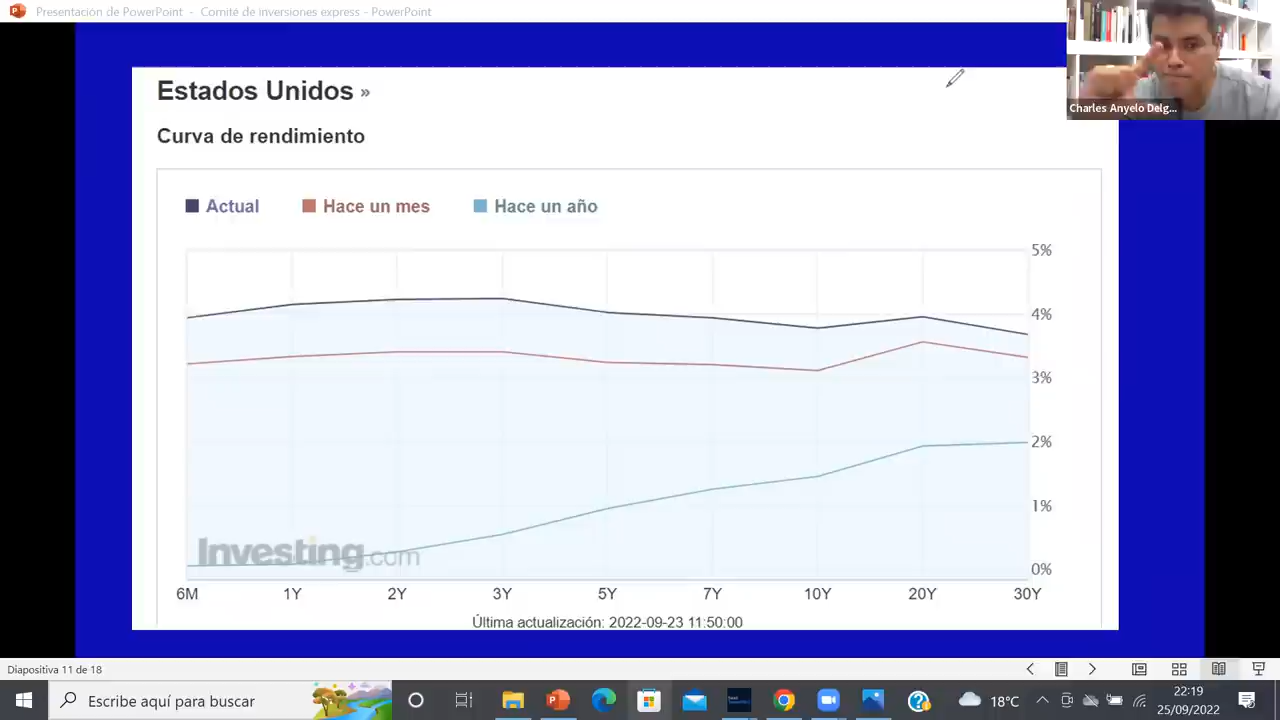 Presentación de PowerPoint - Comité de inversiones express - PowerPoint
Charles Anyelo Delg...
Estados Unidos »
Curva de rendimiento
Actual
Hace un mes
Hace un año
5%
4%
3%
2%
1%
0%
Investing.com
6M 1Y 2Y 3Y 5Y 7Y 10Y 20Y 30Y
Última actualización: 2022-09-23 11:50:00
Diapositiva 11 de 18
Escribe aquí para buscar
18°C
22:19
25/09/2022